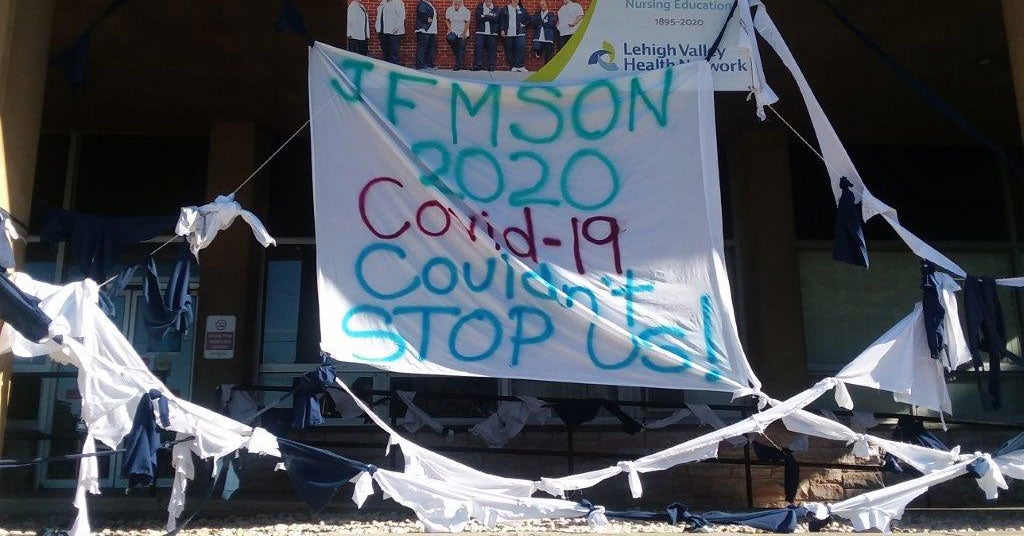 Nursing Education
1895-2020
Lehigh Valley
Health Network
JFMSON
2020
Covid-19
Couldn't
STOP US!